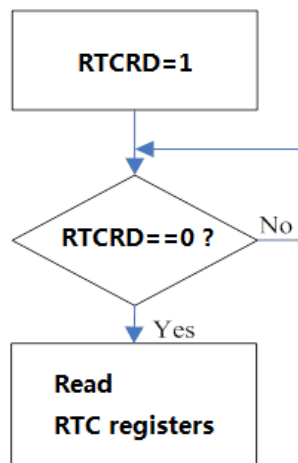 RTCRD=1
RTCRD==0 ?
No
Yes
Read
RTC registers